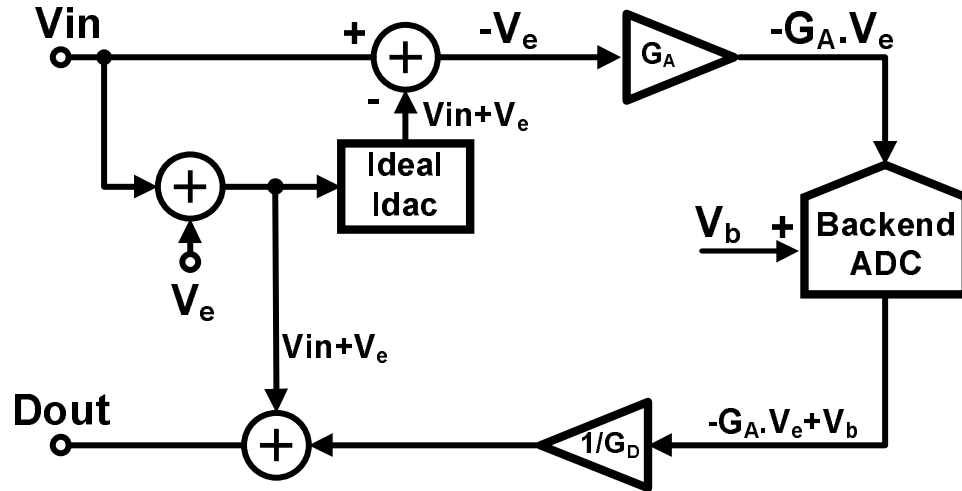 Vin
+
-Ve
GA
-GA.Ve
-
Vin+Ve
Ideal
Idac
+
Ve
Vb
+
Backend
ADC
Vin+Ve
Dout
+
1/GD
-GA.Ve+Vb